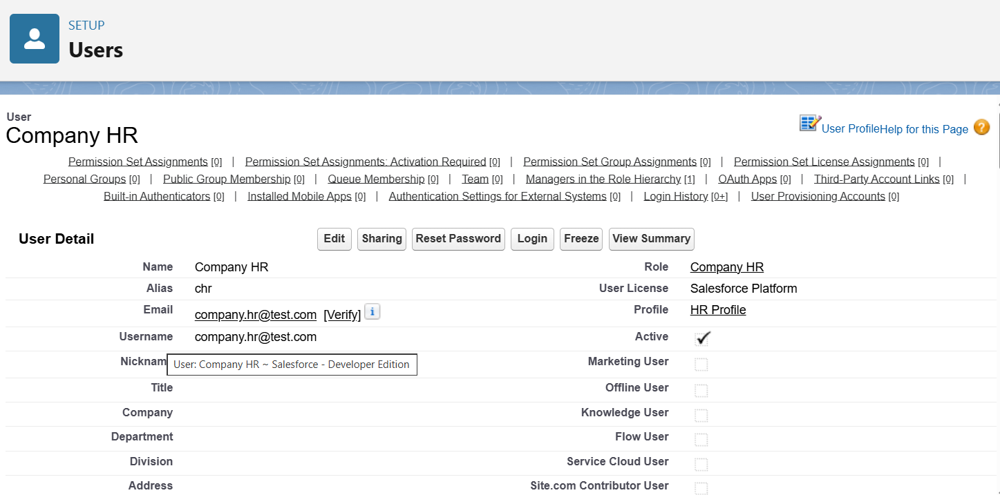 SETUP
Users
User
Company HR
User Profile Help for this Page ?
Permission Set Assignments [0] | Permission Set Assignments: Activation Required [0] | Permission Set Group Assignments [0] | Permission Set License Assignments [0] |
Personal Groups [0] | Public Group Membership [0] | Queue Membership [0] | Team [0] | Managers in the Role Hierarchy [1] | OAuth Apps [0] | Third-Party Account Links [0] |
Built-in Authenticators [0] | Installed Mobile Apps [0] | Authentication Settings for External Systems [0] | Login History [0+] | User Provisioning Accounts [0]
User Detail Edit Sharing Reset Password Login Freeze View Summary
Name Company HR Role Company HR
Alias chr User License Salesforce Platform
Email company.hr@test.com [Verify] i Profile HR Profile
Username company.hr@test.com Active
Nicknam User: Company HR ~ Salesforce - Developer Edition Marketing User
Title Offline User
Company Knowledge User
Department Flow User
Division Service Cloud User
Address Site.com Contributor User